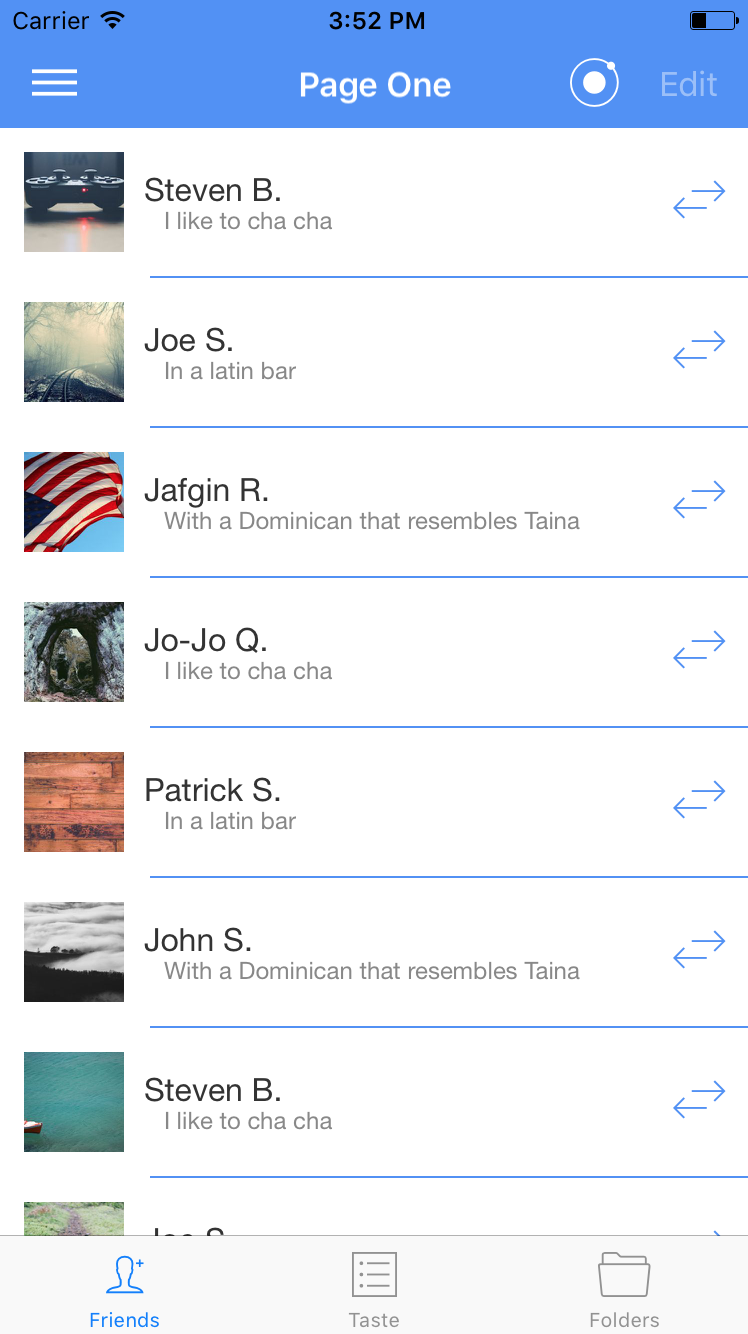 Carrier 3:52 PM
Page One Edit
Steven B.
I like to cha cha
Joe S.
In a latin bar
Jafgin R.
With a Dominican that resembles Taina
Jo-Jo Q.
I like to cha cha
Patrick S.
In a latin bar
John S.
With a Dominican that resembles Taina
Steven B.
I like to cha cha
Joe S.
Friends Taste Folders